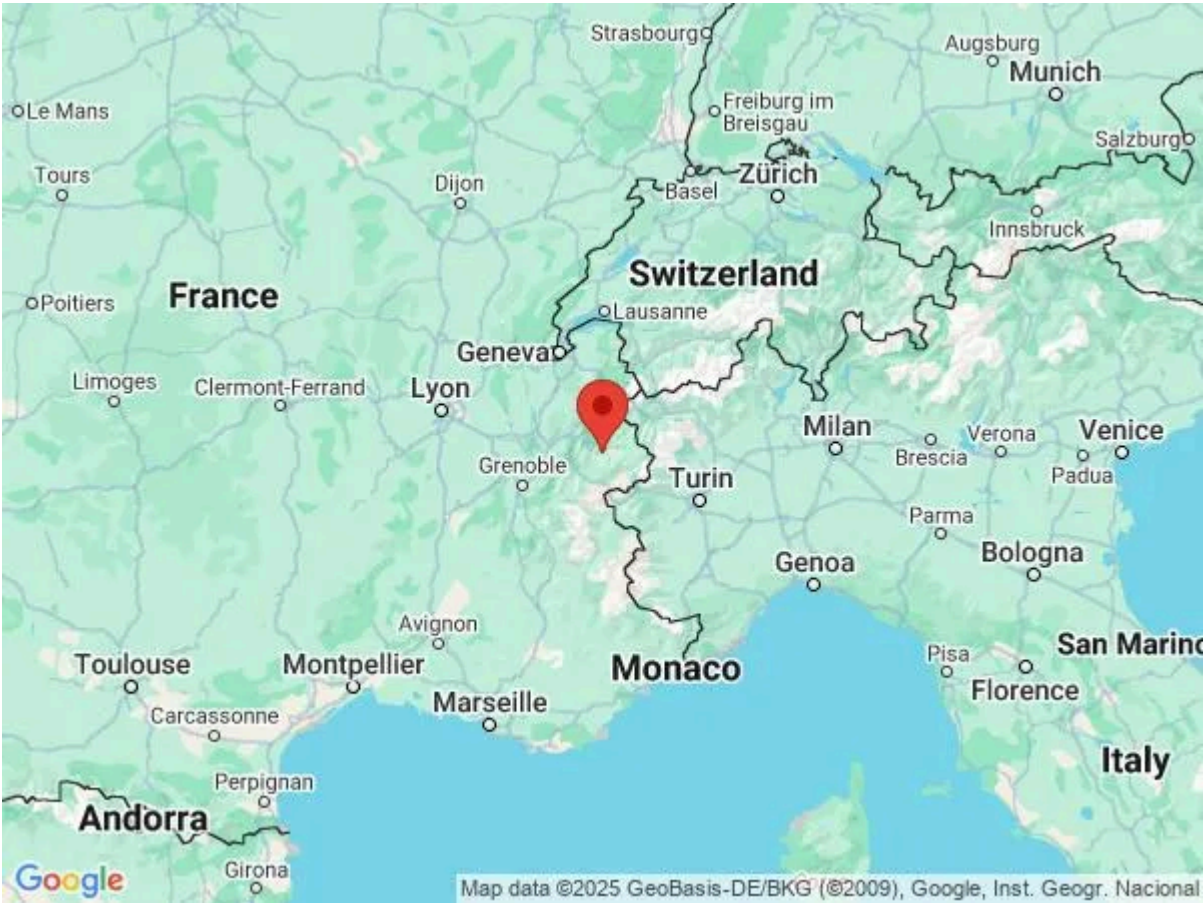 Strasbourg
Augsburg
Munich
Le Mans
Freiburg im
Breisgau
Salzburg
Tours
Dijon
Basel
Zürich
Innsbruck
France
Switzerland
Poitiers
Lausanne
Geneva
Limoges
Clermont-Ferrand
Lyon
Milan
Verona
Venice
Brescia
Padua
Grenoble
Turin
Parma
Bologna
Genoa
Avignon
San Marino
Toulouse
Montpellier
Monaco
Pisa
Florence
Marseille
Carcassonne
Italy
Perpignan
Andorra
Girona
Google
Map data ©2025 GeoBasis-DE/BKG (©2009), Google, Inst. Geogr. Nacional